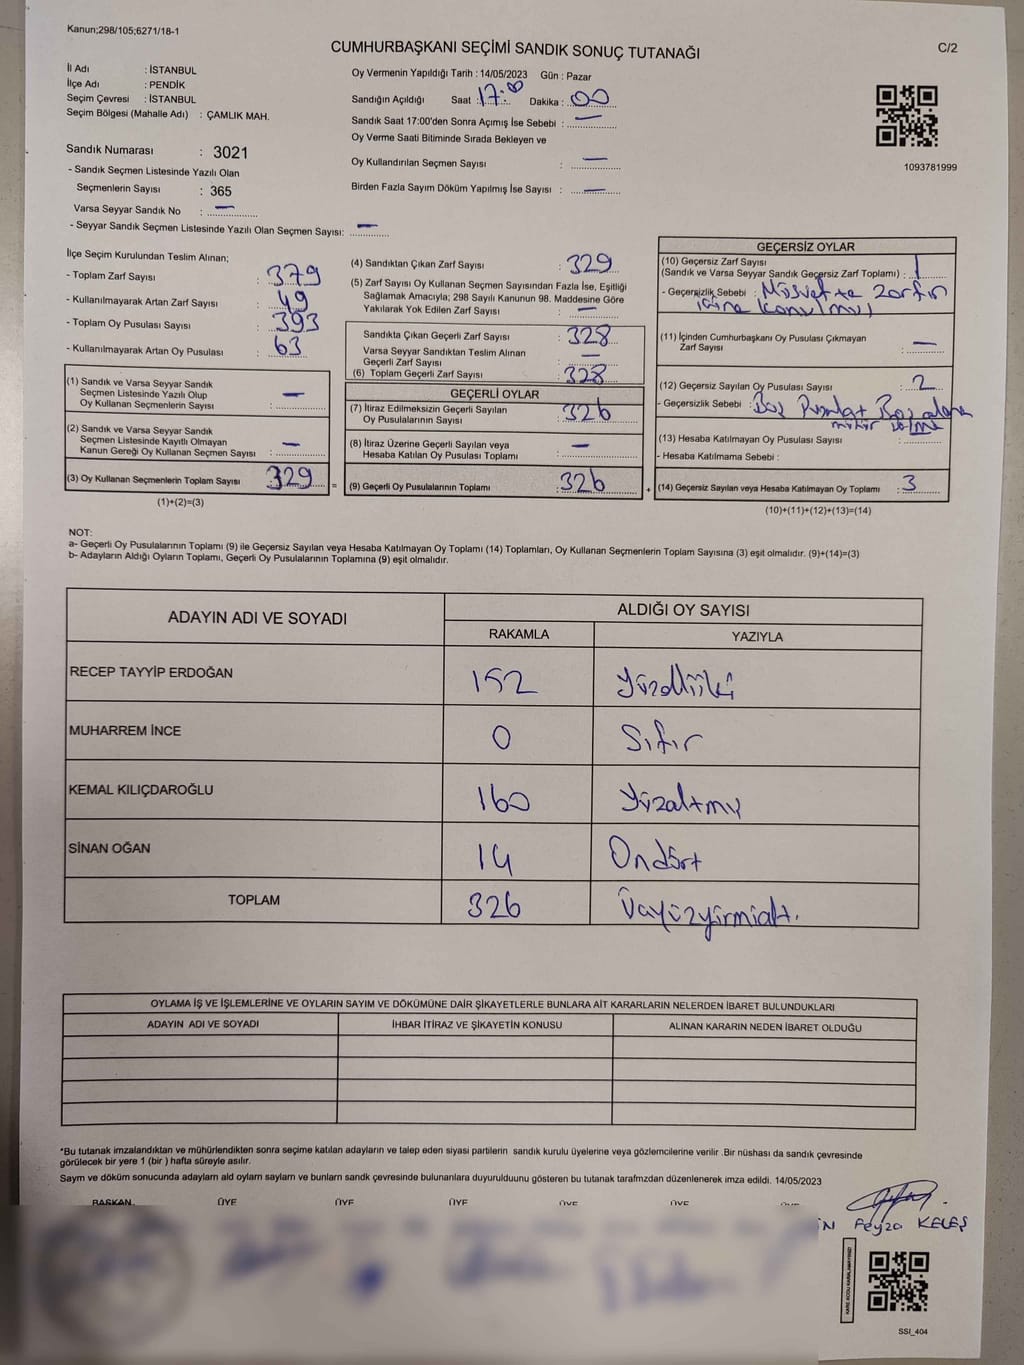 Kanun;298/105;6271/18-1
CUMHURBAŞKANI SEÇİMİ SANDIK SONUÇ TUTANAĞI
C/2
İl Adı : İSTANBUL
İlçe Adı : PENDİK
Seçim Çevresi : İSTANBUL
Seçim Bölgesi (Mahalle Adı) : ÇAMLIK MAH.
Sandık Numarası : 3021
- Sandık Seçmen Listesinde Yazılı Olan
Seçmenlerin Sayısı : 365
Varsa Seyyar Sandık No : —
- Seyyar Sandık Seçmen Listesinde Yazılı Olan Seçmen Sayısı: —
Oy Vermenin Yapıldığı Tarih : 14/05/2023 Gün : Pazar
Sandığın Açıldığı Saat : 17:00 Dakika : 00
Sandık Saat 17:00'den Sonra Açımış İse Sebebi : —
Oy Verme Saati Bitiminde Sırada Bekleyen ve
Oy Kullandırılan Seçmen Sayısı : —
Birden Fazla Sayım Döküm Yapılmış İse Sayısı : —
1093781999
İlçe Seçim Kurulundan Teslim Alınan;
- Toplam Zarf Sayısı : 379
- Kullanılmayarak Artan Zarf Sayısı : 49
- Toplam Oy Pusulası Sayısı : 393
- Kullanılmayarak Artan Oy Pusulası : 63
(1) Sandık ve Varsa Seyyar Sandık
Seçmen Listesinde Yazılı Olup
Oy Kullanan Seçmenlerin Sayısı : —
(2) Sandık ve Varsa Seyyar Sandık
Seçmen Listesinde Kayıtlı Olmayan
Kanun Gereği Oy Kullanan Seçmen Sayısı : —
(3) Oy Kullanan Seçmenlerin Toplam Sayısı : 329
(1)+(2)=(3)
(4) Sandıktan Çıkan Zarf Sayısı : 329
(5) Zarf Sayısı Oy Kullanan Seçmen Sayısından Fazla İse, Eşitliği
Sağlamak Amacıyla; 298 Sayılı Kanunun 98. Maddesine Göre
Yakılarak Yok Edilen Zarf Sayısı : —
Sandıkta Çıkan Geçerli Zarf Sayısı : 328
Varsa Seyyar Sandıktan Teslim Alınan
Geçerli Zarf Sayısı : —
(6) Toplam Geçerli Zarf Sayısı : 328
GEÇERLİ OYLAR
(7) İtiraz Edilmeksizin Geçerli Sayılan
Oy Pusulalarının Sayısı : 326
(8) İtiraz Üzerine Geçerli Sayılan veya
Hesaba Katılan Oy Pusulası Toplamı : —
= (9) Geçerli Oy Pusulalarının Toplamı : 326
GEÇERSİZ OYLAR
(10) Geçersiz Zarf Sayısı
(Sandık ve Varsa Seyyar Sandık Geçersiz Zarf Toplamı) : 1
- Geçersizlik Sebebi :
(11) İçinden Cumhurbaşkanı Oy Pusulası Çıkmayan
Zarf Sayısı : —
(12) Geçersiz Sayılan Oy Pusulası Sayısı : 2
- Geçersizlik Sebebi :
(13) Hesaba Katılmayan Oy Pusulası Sayısı :
- Hesaba Katılmama Sebebi :
+ (14) Geçersiz Sayılan veya Hesaba Katılmayan Oy Toplamı : 3
(10)+(11)+(12)+(13)=(14)
NOT:
a- Geçerli Oy Pusulalarının Toplamı (9) ile Geçersiz Sayılan veya Hesaba Katılmayan Oy Toplamı (14) Toplamları, Oy Kullanan Seçmenlerin Toplam Sayısına (3) eşit olmalıdır. (9)+(14)=(3)
b- Adayların Aldığı Oyların Toplamı, Geçerli Oy Pusulalarının Toplamına (9) eşit olmalıdır.
ADAYIN ADI VE SOYADI ALDIĞI OY SAYISI
RAKAMLA YAZIYLA
RECEP TAYYİP ERDOĞAN 152 Yüzelliiki
MUHARREM İNCE 0 Sıfır
KEMAL KILIÇDAROĞLU 160 Yüzaltmış
SİNAN OĞAN 14 Ondört
TOPLAM 326 Üçyüzyirmialt.
OYLAMA İŞ VE İŞLEMLERİNE VE OYLARIN SAYIM VE DÖKÜMÜNE DAİR ŞİKAYETLERLE BUNLARA AİT KARARLARIN NELERDEN İBARET BULUNDUKLARI
ADAYIN ADI VE SOYADI İHBAR İTİRAZ VE ŞİKAYETİN KONUSU ALINAN KARARIN NEDEN İBARET OLDUĞU
*Bu tutanak imzalandıktan ve mühürlendikten sonra seçime katılan adayların ve talep eden siyasi partilerin sandık kurulu üyelerine veya gözlemcilerine verilir .Bir nüshası da sandık çevresinde
görülecek bir yere 1 (bir ) hafta süreyle asılır.
Saym ve döküm sonucunda adaylarn ald oylarn saylarn ve bunlarn sandk çevresinde bulunanlara duyurulduunu gösteren bu tutanak tarafmzdan düzenlenerek imza edildi. 14/05/2023
BAŞKAN ÜYE ÜYE ÜYE ÜYE ÜYE ÜYE
Feyza KELEŞ
SSI_404